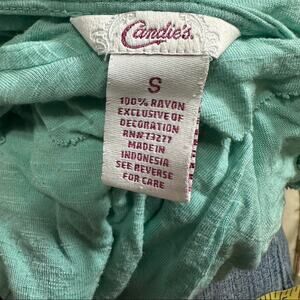 Candie's
S
100% RAYON
EXCLUSIVE OF
DECORATION
RN#73277
MADE IN
INDONESIA
SEE REVERSE
FOR CARE